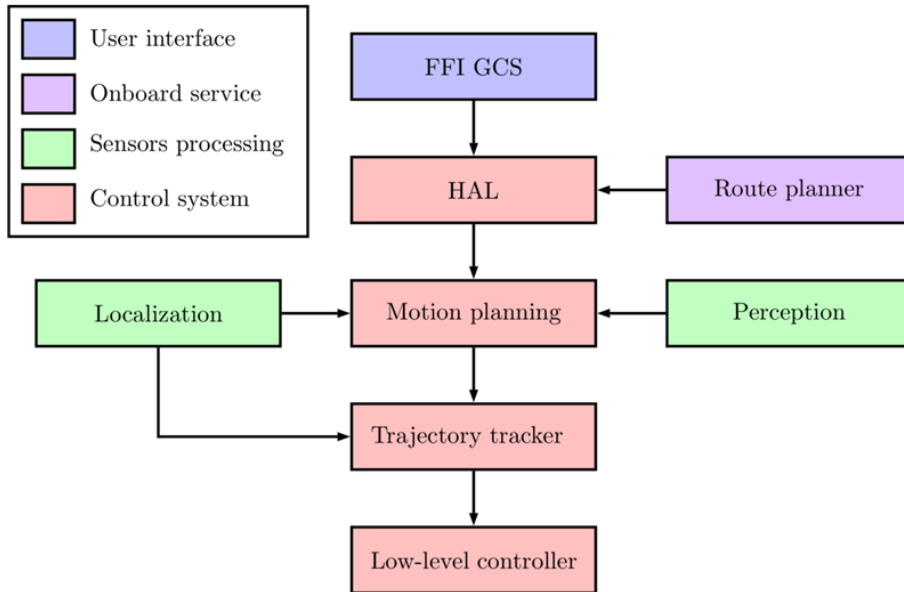 User interface
Onboard service
Sensors processing
Control system
FFI GCS
HAL
Route planner
Localization
Motion planning
Perception
Trajectory tracker
Low-level controller